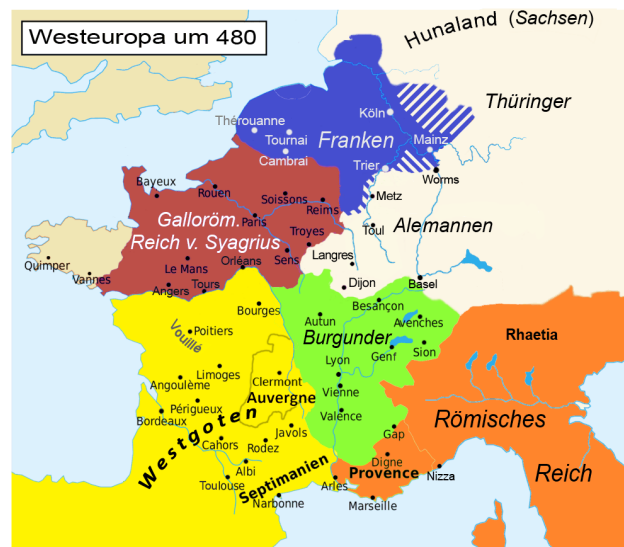 Westeuropa um 480
Hunaland (Sachsen)
Thüringer
Köln
Thérouanne
Tournai
Franken
Cambrai
Mainz
Trier
Worms
Bayeux
Rouen
Soissons
Reims
Metz
Galloröm.
Reich v. Syagrius
Paris
Troyes
Toul
Alemannen
Sens
Langres
Quimper
Vannes
Le Mans
Orléans
Angers
Tours
Dijon
Basel
Besançon
Bourges
Autun
Avenches
Burgunder
Rhaetia
Vouillé
Poitiers
Lyon
Genf
Sion
Limoges
Clermont
Angoulême
Auvergne
Vienne
Périgueux
Valence
Bordeaux
Westgoten
Javols
Gap
Römisches
Cahors
Rodez
Albi
Digne
Toulouse
Septimanien
Arles
Provence
Nizza
Reich
Narbonne
Marseille